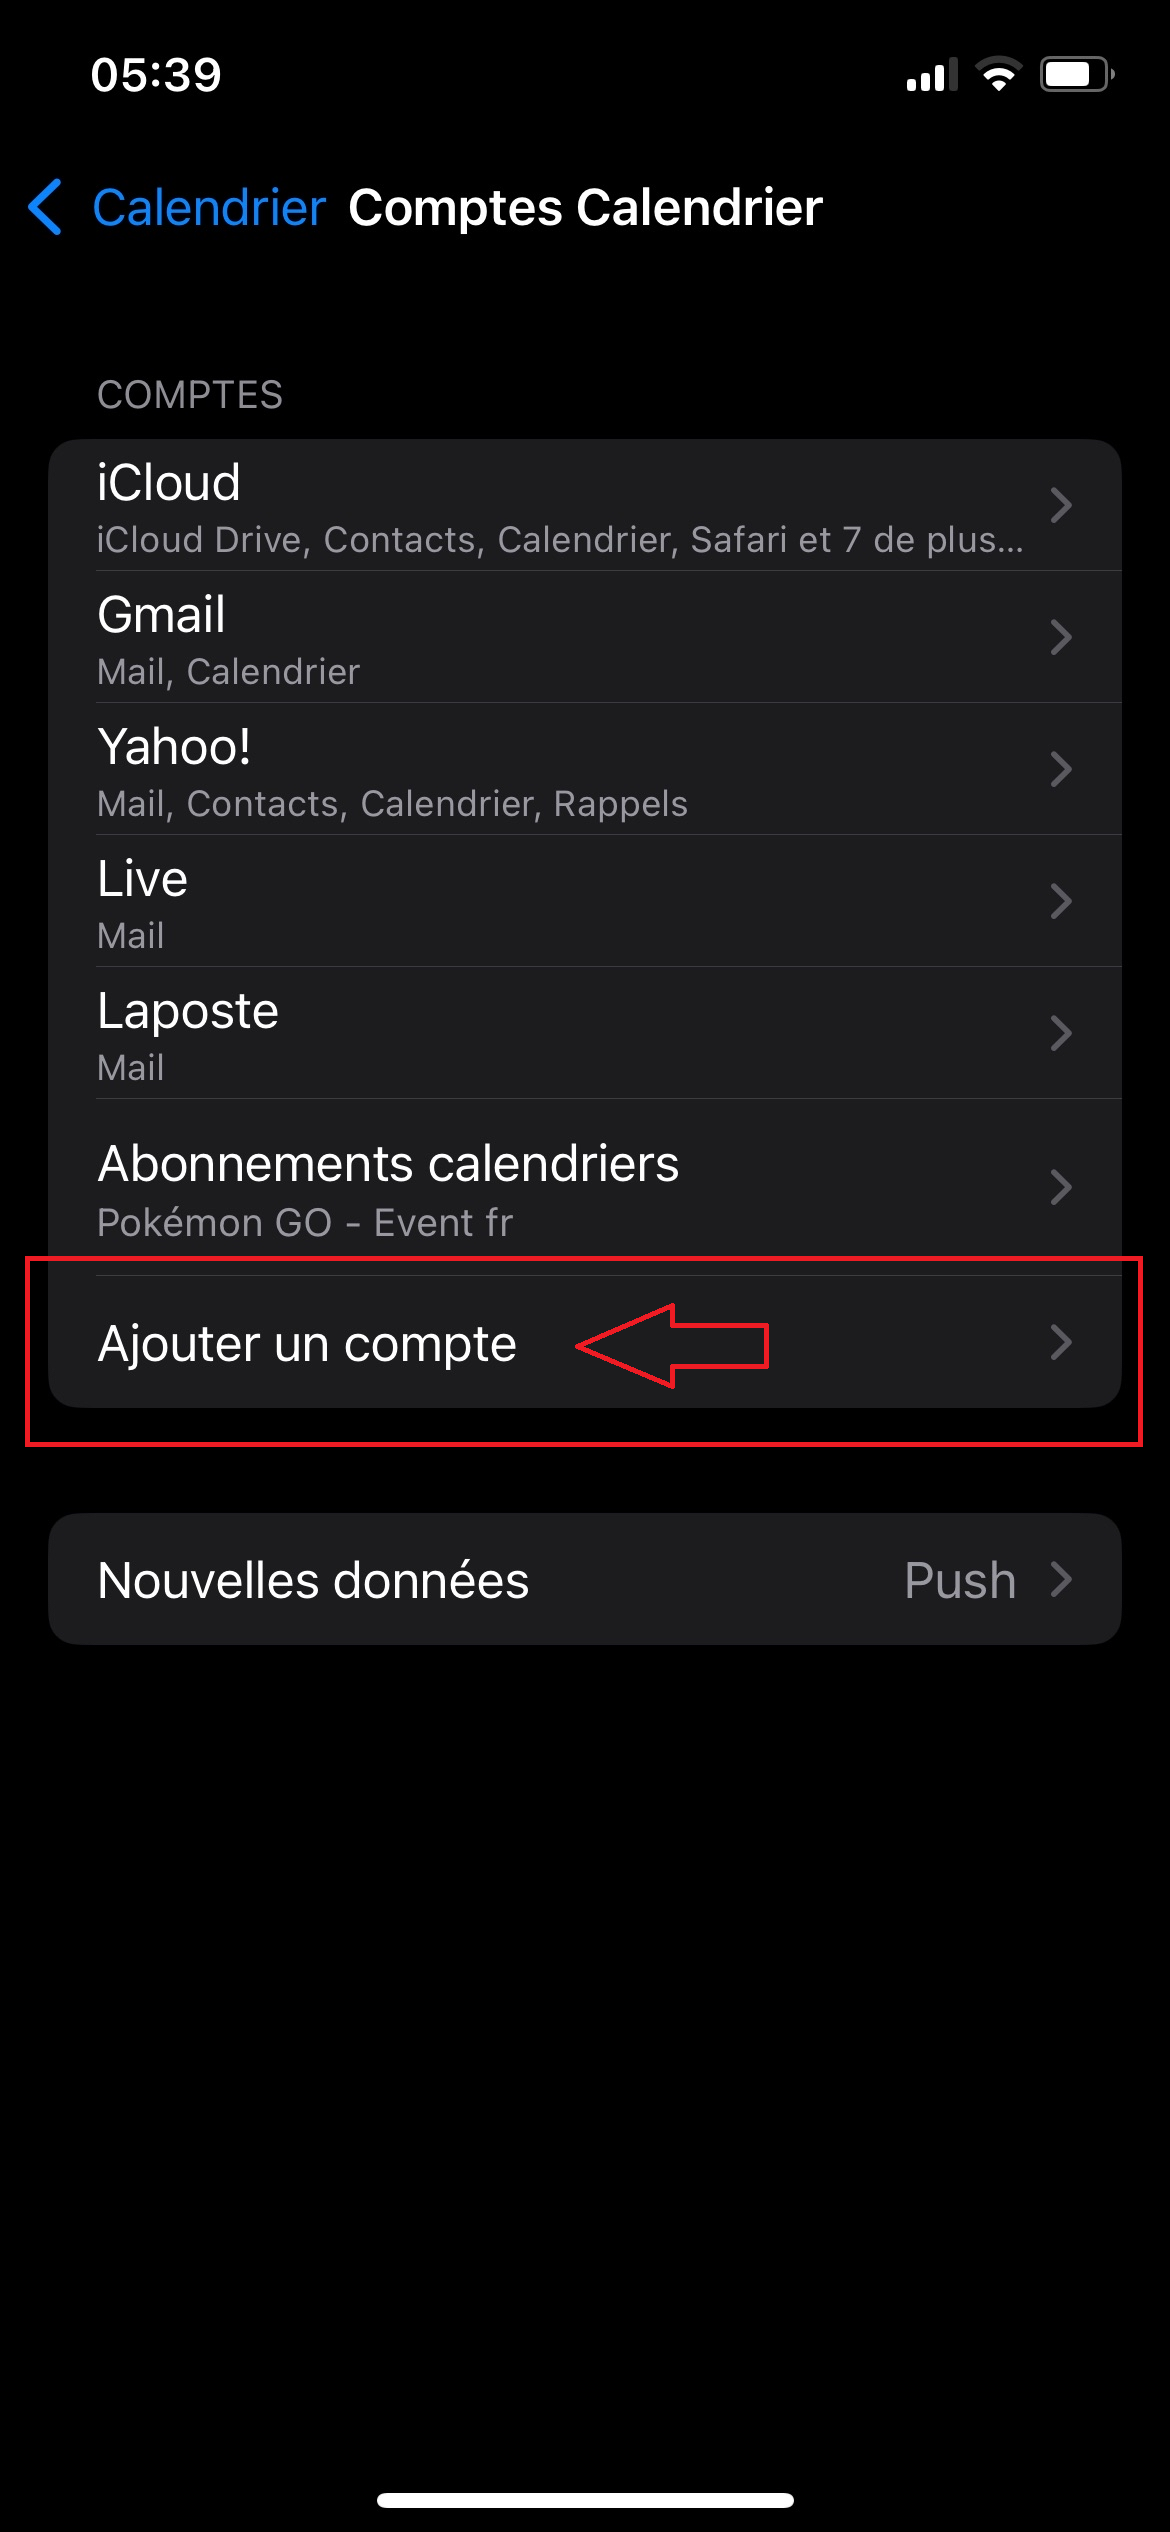 05:39
Calendrier Comptes Calendrier
COMPTES
iCloud
iCloud Drive, Contacts, Calendrier, Safari et 7 de plus...
Gmail
Mail, Calendrier
Yahoo!
Mail, Contacts, Calendrier, Rappels
Live
Mail
Laposte
Mail
Abonnements calendriers
Pokémon GO - Event fr
Ajouter un compte
Nouvelles données Push